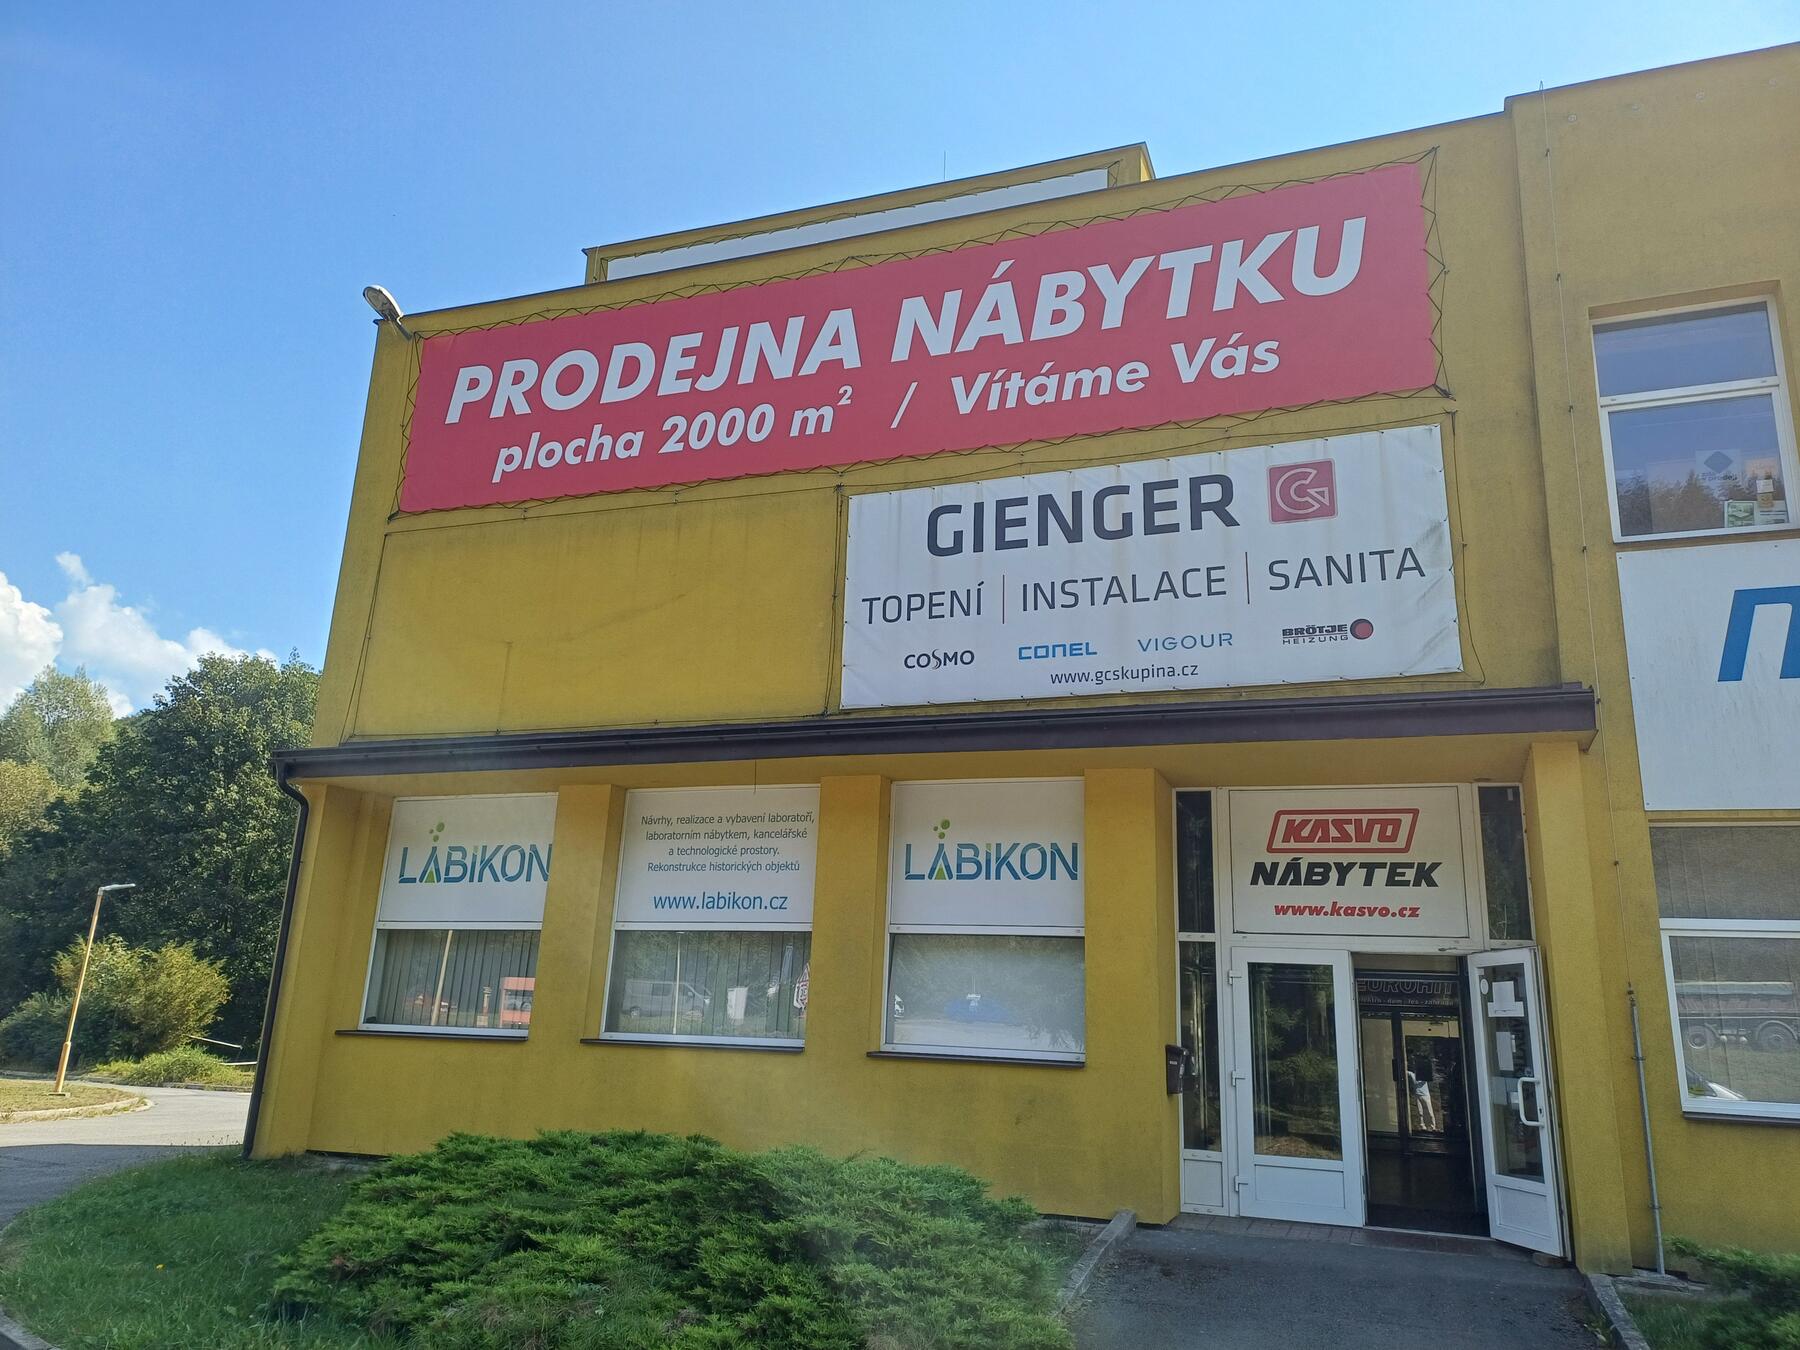 PRODEJNA NÁBYTKU
plocha 2000 m² / Vítáme Vás
GIENGER
TOPENÍ | INSTALACE | SANITA
COSMO CONEL VIGOUR BRÖTJE HEIZUNG
www.gcskupina.cz
LABIKON
Návrhy, realizace a vybavení laboratoří,
laboratorním nábytkem, kancelářské
a technologické prostory.
Rekonstrukce historických objektů
www.labikon.cz
LABIKON
KASVO
NÁBYTEK
www.kasvo.cz